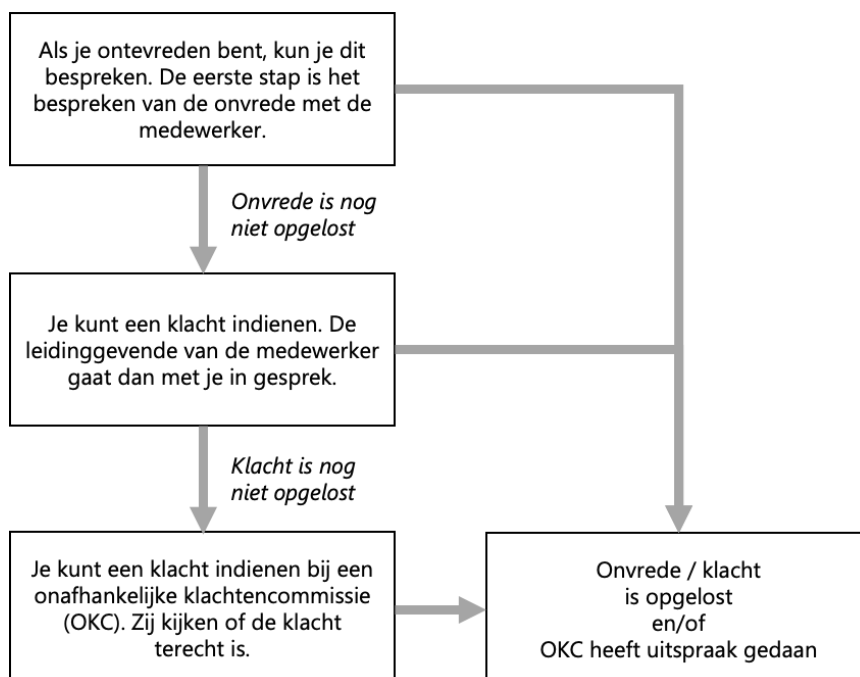 Als je ontevreden bent, kun je dit
bespreken. De eerste stap is het
bespreken van de onvrede met de
medewerker.
Onvrede is nog
niet opgelost
Je kunt een klacht indienen. De
leidinggevende van de medewerker
gaat dan met je in gesprek.
Klacht is nog
niet opgelost
Je kunt een klacht indienen bij een
onafhankelijke klachtencommissie
(OKC). Zij kijken of de klacht
terecht is.
Onvrede / klacht
is opgelost
en/of
OKC heeft uitspraak gedaan